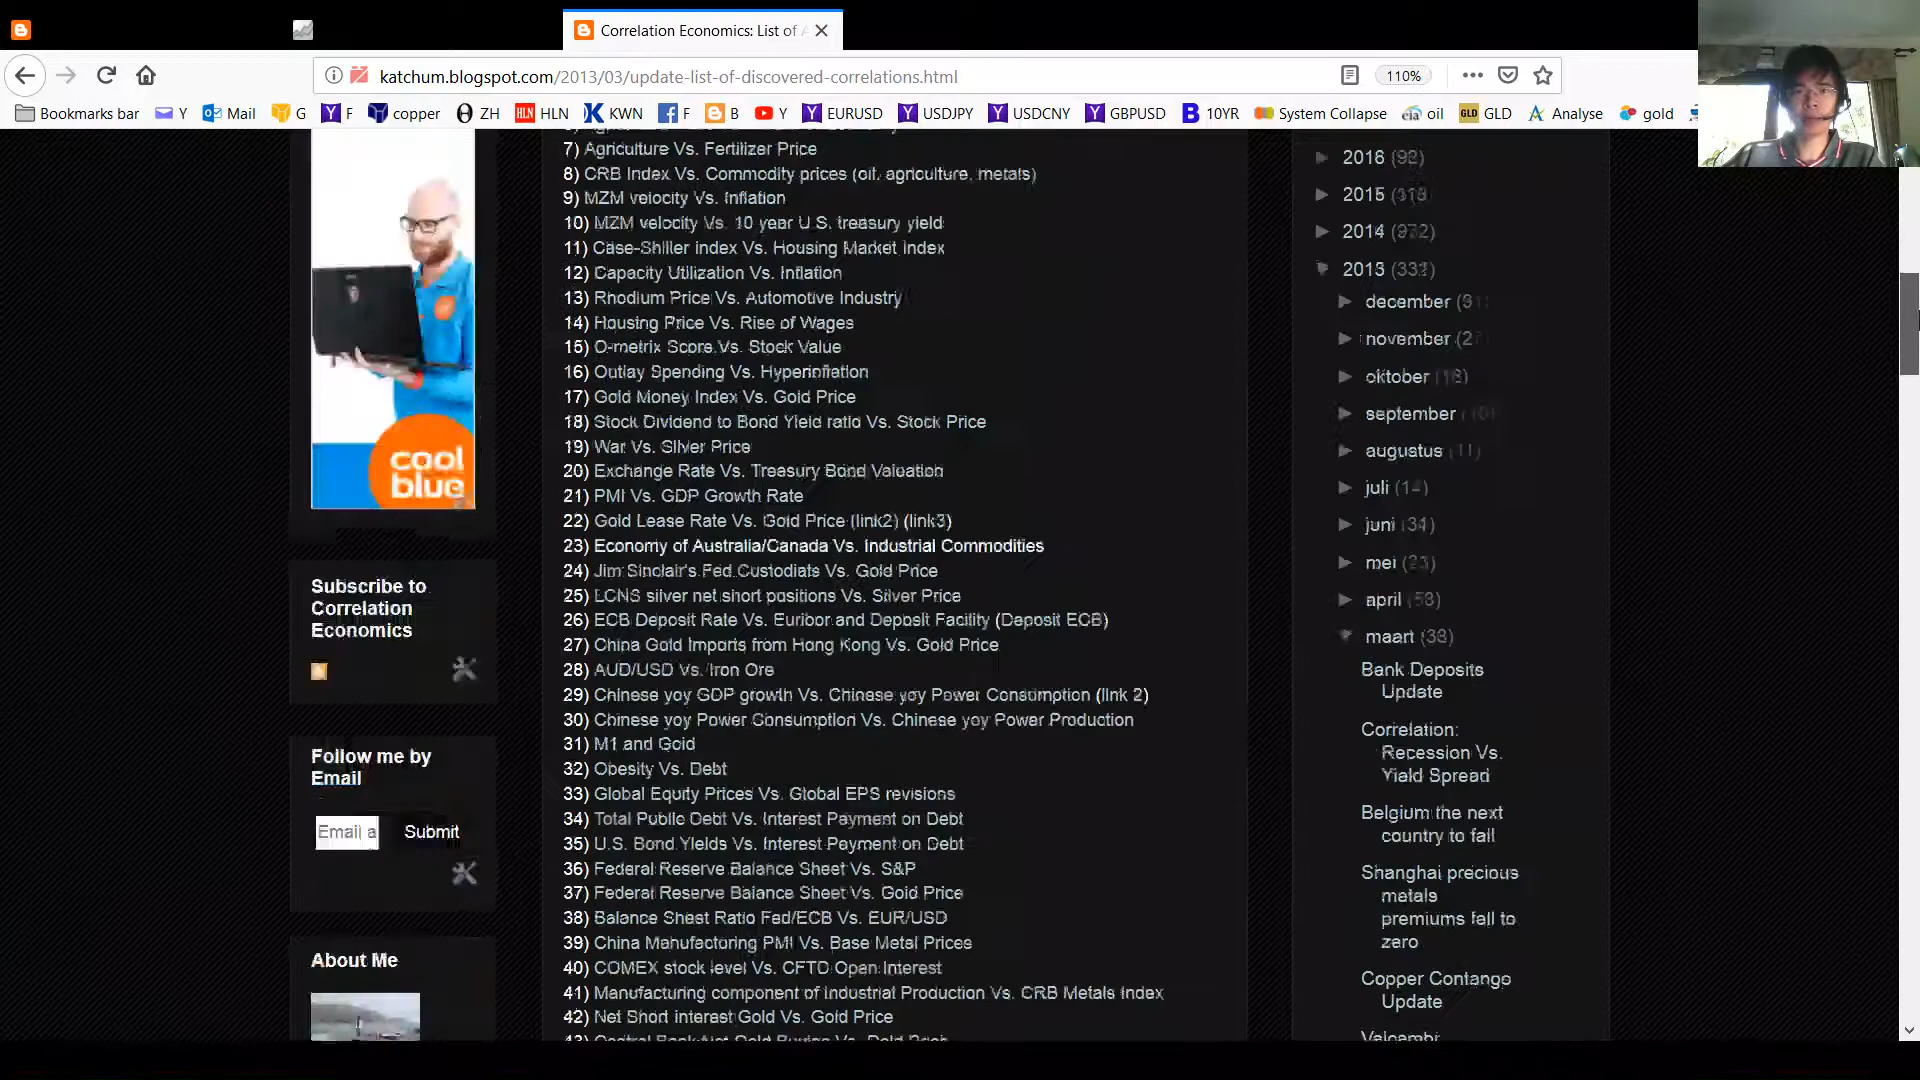 Correlation Economics: List of
katchum.blogspot.com/2013/03/update-list-of-discovered-correlations.html
110%
Bookmarks bar
Y
Mail
G
F
copper
ZH
HLN
HLN
KWN
F
B
Y
EURUSD
USDJPY
USDCNY
GBPUSD
10YR
System Collapse
eia
oil
GLD
GLD
Analyse
gold
7) Agriculture Vs. Fertilizer Price
8) CRB Index Vs. Commodity prices (oil, agriculture, metals)
9) MZM velocity Vs. Inflation
10) MZM velocity Vs. 10 year U.S. treasury yield
11) Case-Shiller index Vs. Housing Market Index
12) Capacity Utilization Vs. Inflation
13) Rhodium Price Vs. Automotive Industry
14) Housing Price Vs. Rise of Wages
15) O-metrix Score Vs. Stock Value
16) Outlay Spending Vs. Hyperinflation
17) Gold Money Index Vs. Gold Price
18) Stock Dividend to Bond Yield ratio Vs. Stock Price
19) War Vs. Silver Price
20) Exchange Rate Vs. Treasury Bond Valuation
21) PMI Vs. GDP Growth Rate
22) Gold Lease Rate Vs. Gold Price (link2) (link3)
23) Economy of Australia/Canada Vs. Industrial Commodities
24) Jim Sinclair's Fed Custodials Vs. Gold Price
25) LCNS silver net short positions Vs. Silver Price
26) ECB Deposit Rate Vs. Euribor and Deposit Facility (Deposit ECB)
27) China Gold Imports from Hong Kong Vs. Gold Price
28) AUD/USD Vs. Iron Ore
29) Chinese yoy GDP growth Vs. Chinese yoy Power Consumption (link 2)
30) Chinese yoy Power Consumption Vs. Chinese yoy Power Production
31) M1 and Gold
32) Obesity Vs. Debt
33) Global Equity Prices Vs. Global EPS revisions
34) Total Public Debt Vs. Interest Payment on Debt
35) U.S. Bond Yields Vs. Interest Payment on Debt
36) Federal Reserve Balance Sheet Vs. S&P
37) Federal Reserve Balance Sheet Vs. Gold Price
38) Balance Sheet Ratio Fed/ECB Vs. EUR/USD
39) China Manufacturing PMI Vs. Base Metal Prices
40) COMEX stock level Vs. CFTC Open Interest
41) Manufacturing component of Industrial Production Vs. CRB Metals Index
42) Net Short interest Gold Vs. Gold Price
cool
blue
Subscribe to
Correlation
Economics
Follow me by
Email
Email a
Submit
About Me
2016
2015
2014
2013
december
november
oktober
september
augustus
juli
juni
mei
april
maart
Bank Deposits
Update
Correlation:
Recession Vs.
Yield Spread
Belgium the next
country to fall
Shanghai precious
metals
premiums fall to
zero
Copper Contango
Update
Valcambi